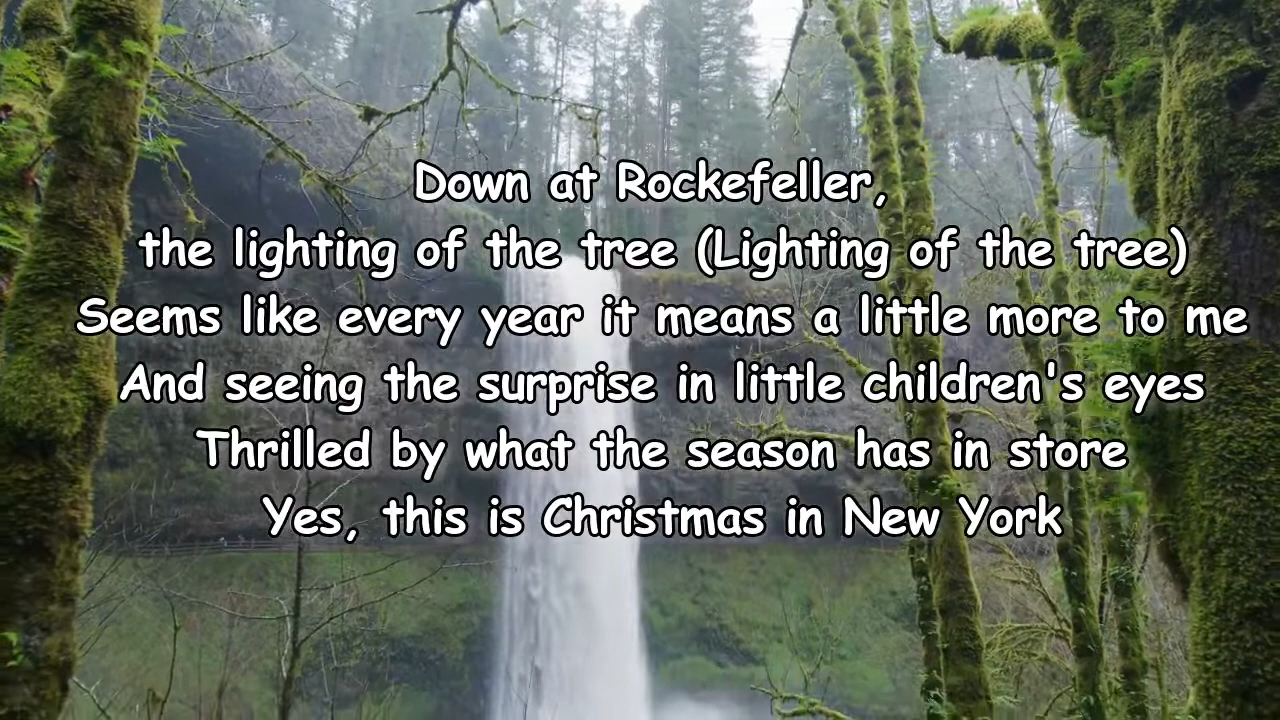 Down at Rockefeller,
the lighting of the tree (Lighting of the tree)
Seems like every year it means a little more to me
And seeing the surprise in little children's eyes
Thrilled by what the season has in store
Yes, this is Christmas in New York